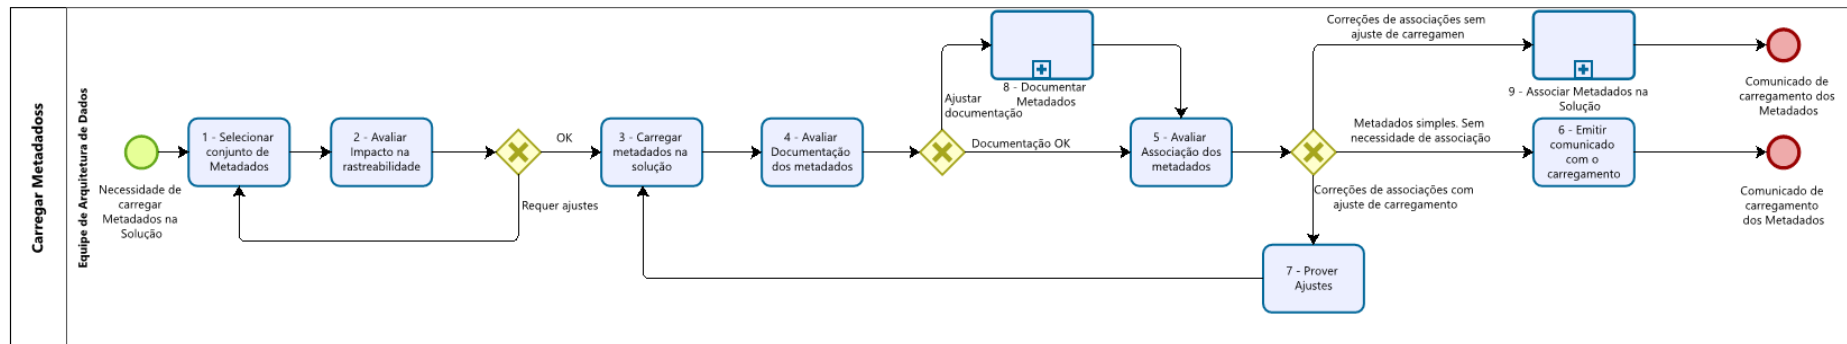 Carregar Metadadoss
Equipe de Arquitetura de Dados
Necessidade de
carregar
Metadados na
Solução
1 - Selecionar
conjunto de
Metadados
2 - Avaliar
Impacto na
rastreabilidade
OK
Requer ajustes
3 - Carregar
metadados na
solução
4 - Avaliar
Documentação
dos metadados
Ajustar
documentação
Documentação OK
8 - Documentar
Metadados
5 - Avaliar
Associação dos
metadados
Correções de associações sem
ajuste de carregamen
Metadados simples. Sem
necessidade de associação
Correções de associações com
ajuste de carregamento
7 - Prover
Ajustes
9 - Associar Metadados na
Solução
6 - Emitir
comunicado
com o
carregamento
Comunicado de
carregamento dos
Metadados
Comunicado de
carregamento
dos Metadados